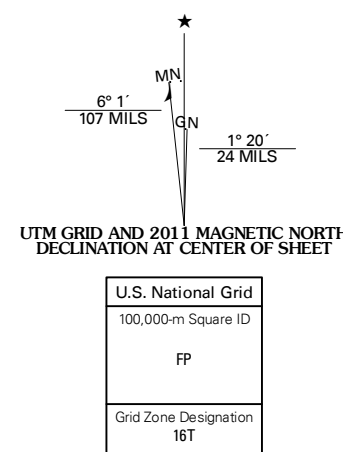 ★
MN
6° 1´
107 MILS
GN
1° 20´
24 MILS
UTM GRID AND 2011 MAGNETIC NORTH
DECLINATION AT CENTER OF SHEET
U.S. National Grid
100,000-m Square ID
FP
Grid Zone Designation
16T